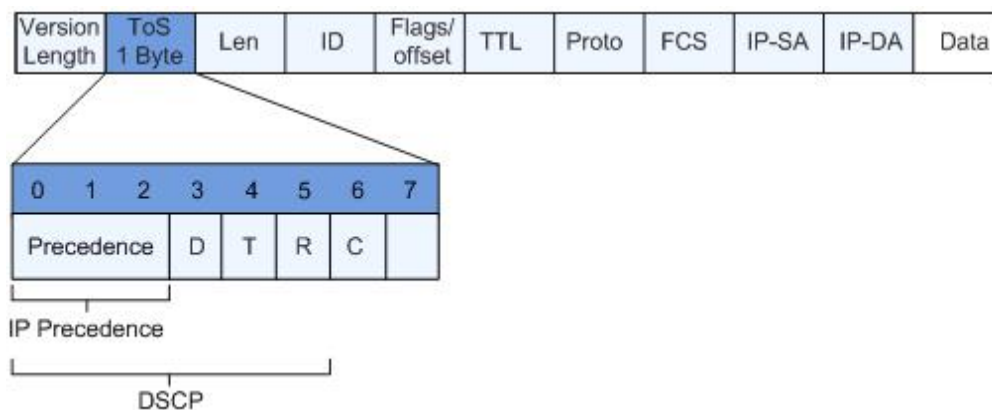 Version Length ToS 1 Byte Len ID Flags/ offset TTL Proto FCS IP-SA IP-DA Data
0 1 2 3 4 5 6 7
Precedence D T R C
IP Precedence
DSCP